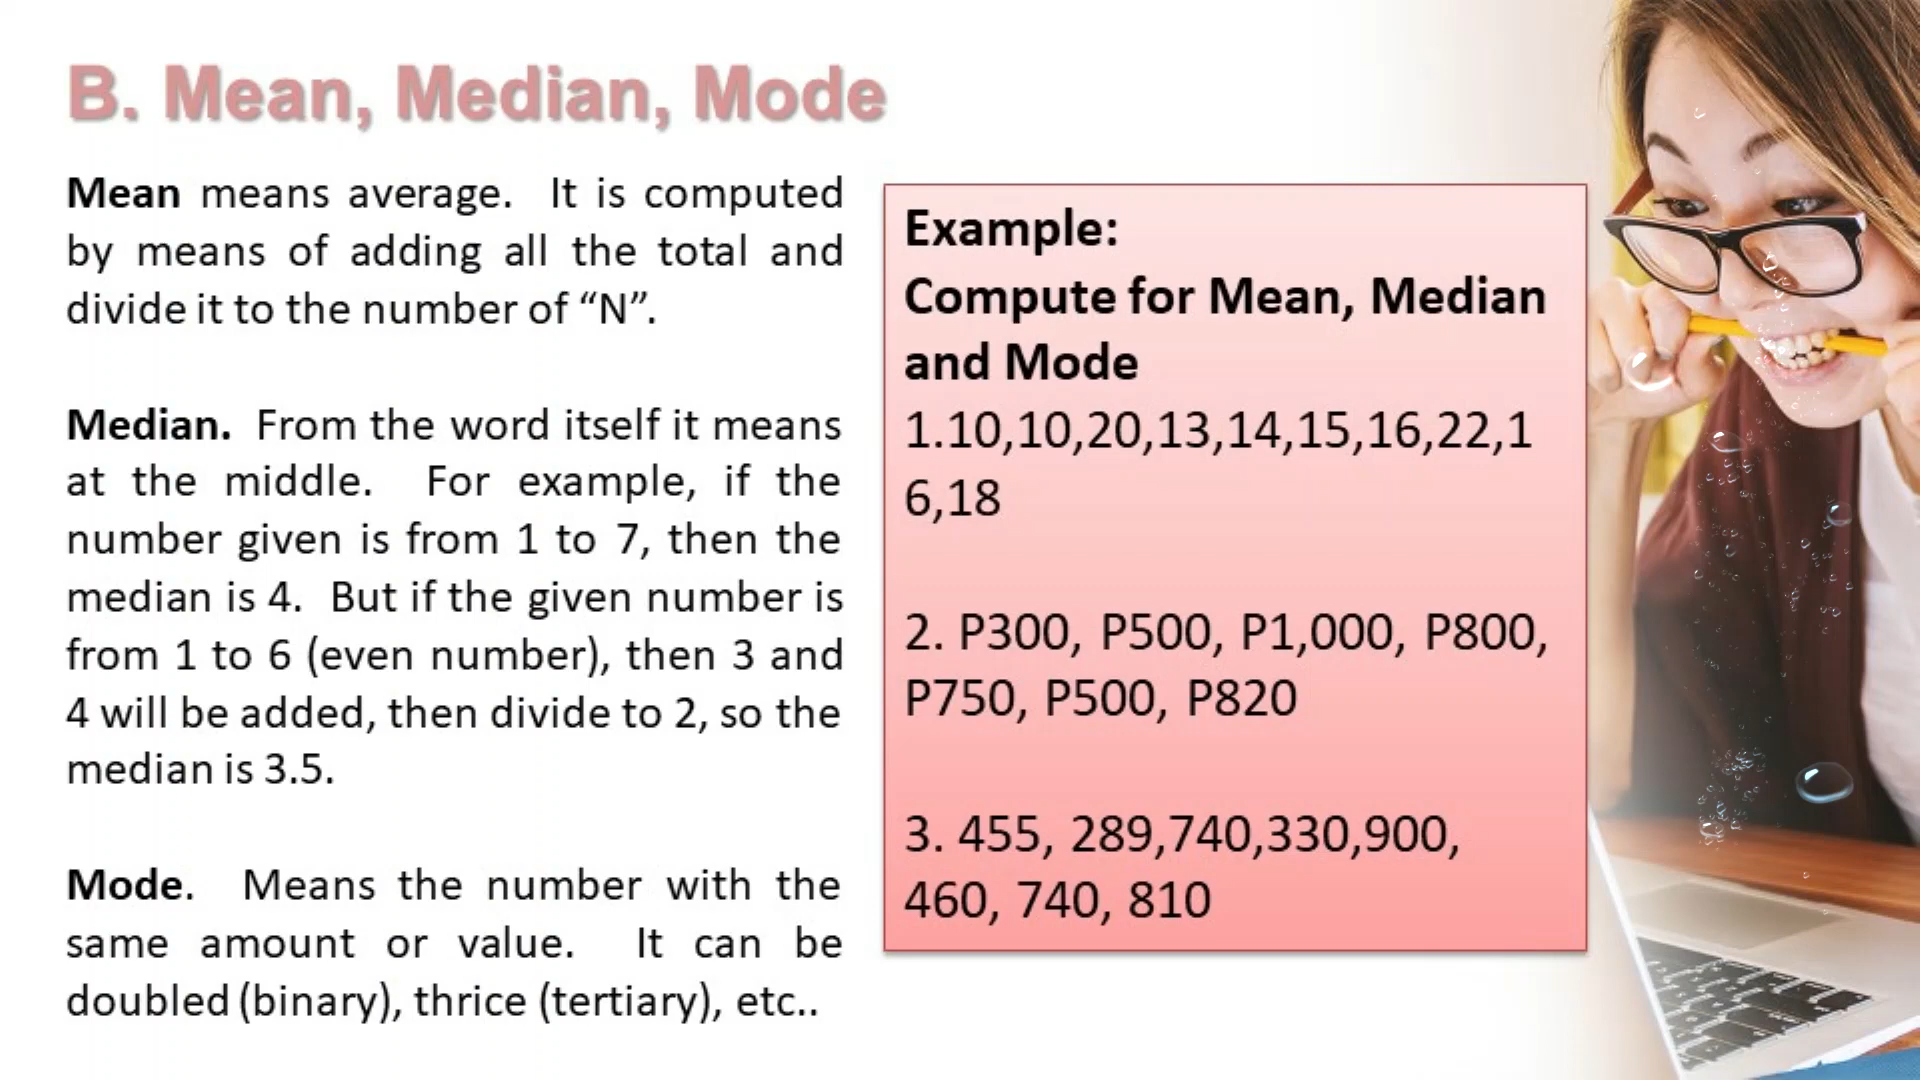 B. Mean, Median, Mode
Mean means average. It is computed
by means of adding all the total and
divide it to the number of “N”.
Median. From the word itself it means
at the middle. For example, if the
number given is from 1 to 7, then the
median is 4. But if the given number is
from 1 to 6 (even number), then 3 and
4 will be added, then divide to 2, so the
median is 3.5.
Mode. Means the number with the
same amount or value. It can be
doubled (binary), thrice (tertiary), etc..
Example:
Compute for Mean, Median
and Mode
1.10,10,20,13,14,15,16,22,1
6,18
2. P300, P500, P1,000, P800,
P750, P500, P820
3. 455, 289,740,330,900,
460, 740, 810